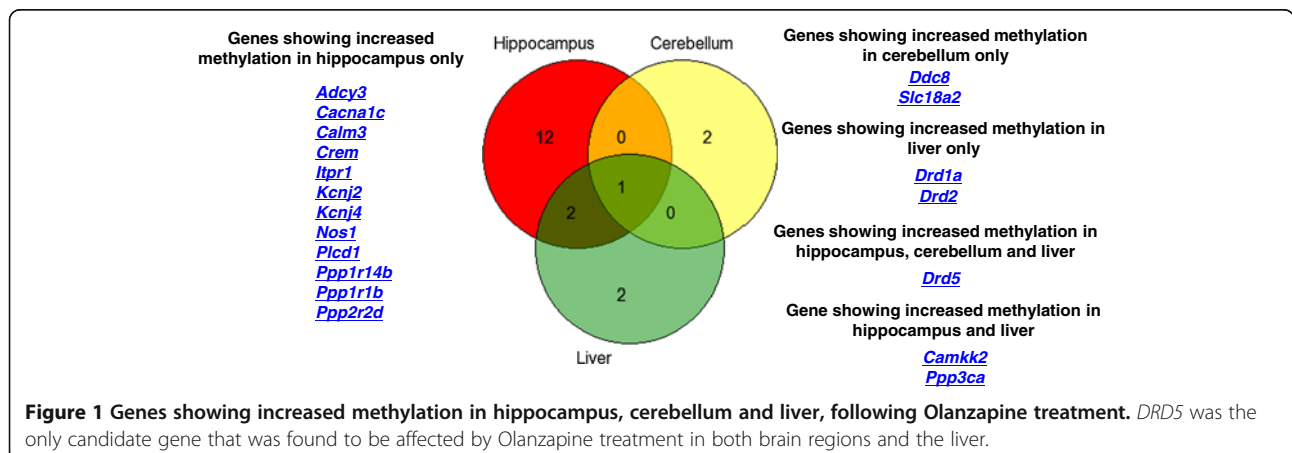 Genes showing increased
methylation in hippocampus only
Adcy3
Cacna1c
Calm3
Crem
Itpr1
Kcnj2
Kcnj4
Nos1
Plcd1
Ppp1r14b
Ppp1r1b
Ppp2r2d
Hippocampus
Cerebellum
12
0
2
1
2
0
2
Liver
Genes showing increased methylation
in cerebellum only
Ddc8
Slc18a2
Genes showing increased methylation in
liver only
Drd1a
Drd2
Genes showing increased methylation in
hippocampus, cerebellum and liver
Drd5
Gene showing increased methylation in
hippocampus and liver
Camkk2
Ppp3ca
Figure 1 Genes showing increased methylation in hippocampus, cerebellum and liver, following Olanzapine treatment. DRD5 was the
only candidate gene that was found to be affected by Olanzapine treatment in both brain regions and the liver.